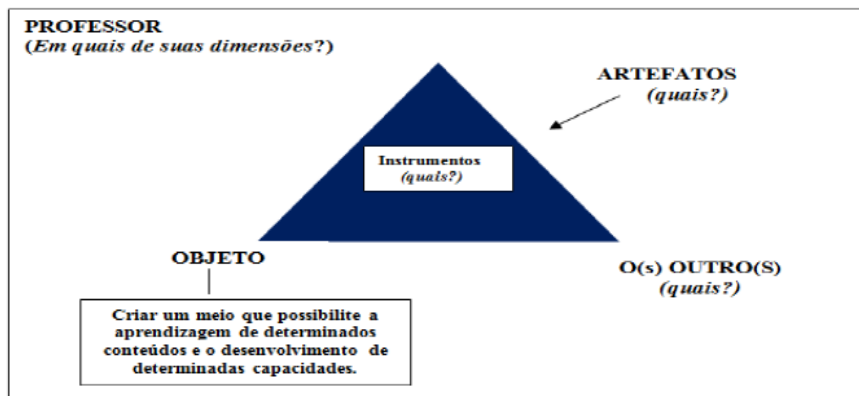 PROFESSOR
(Em quais de suas dimensões?)
ARTEFATOS
(quais?)
Instrumentos
(quais?)
OBJETO
O(s) OUTRO(S)
(quais?)
Criar um meio que possibilite a
aprendizagem de determinados
conteúdos e o desenvolvimento de
determinadas capacidades.